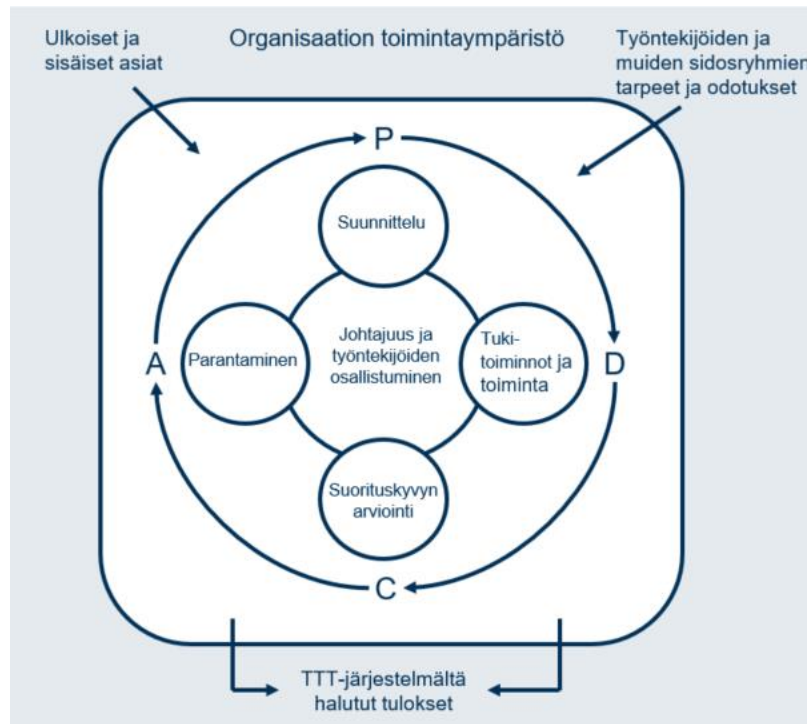 Ulkoiset ja
sisäiset asiat
Organisaation toimintaympäristö
Työntekijöiden ja
muiden sidosryhmien
tarpeet ja odotukset
P
Suunnittelu
A
Parantaminen
Johtajuus ja
työntekijöiden
osallistuminen
Tuki-
toiminnot ja
toiminta
D
Suorituskyvyn
arviointi
C
TTT-järjestelmältä
halutut tulokset